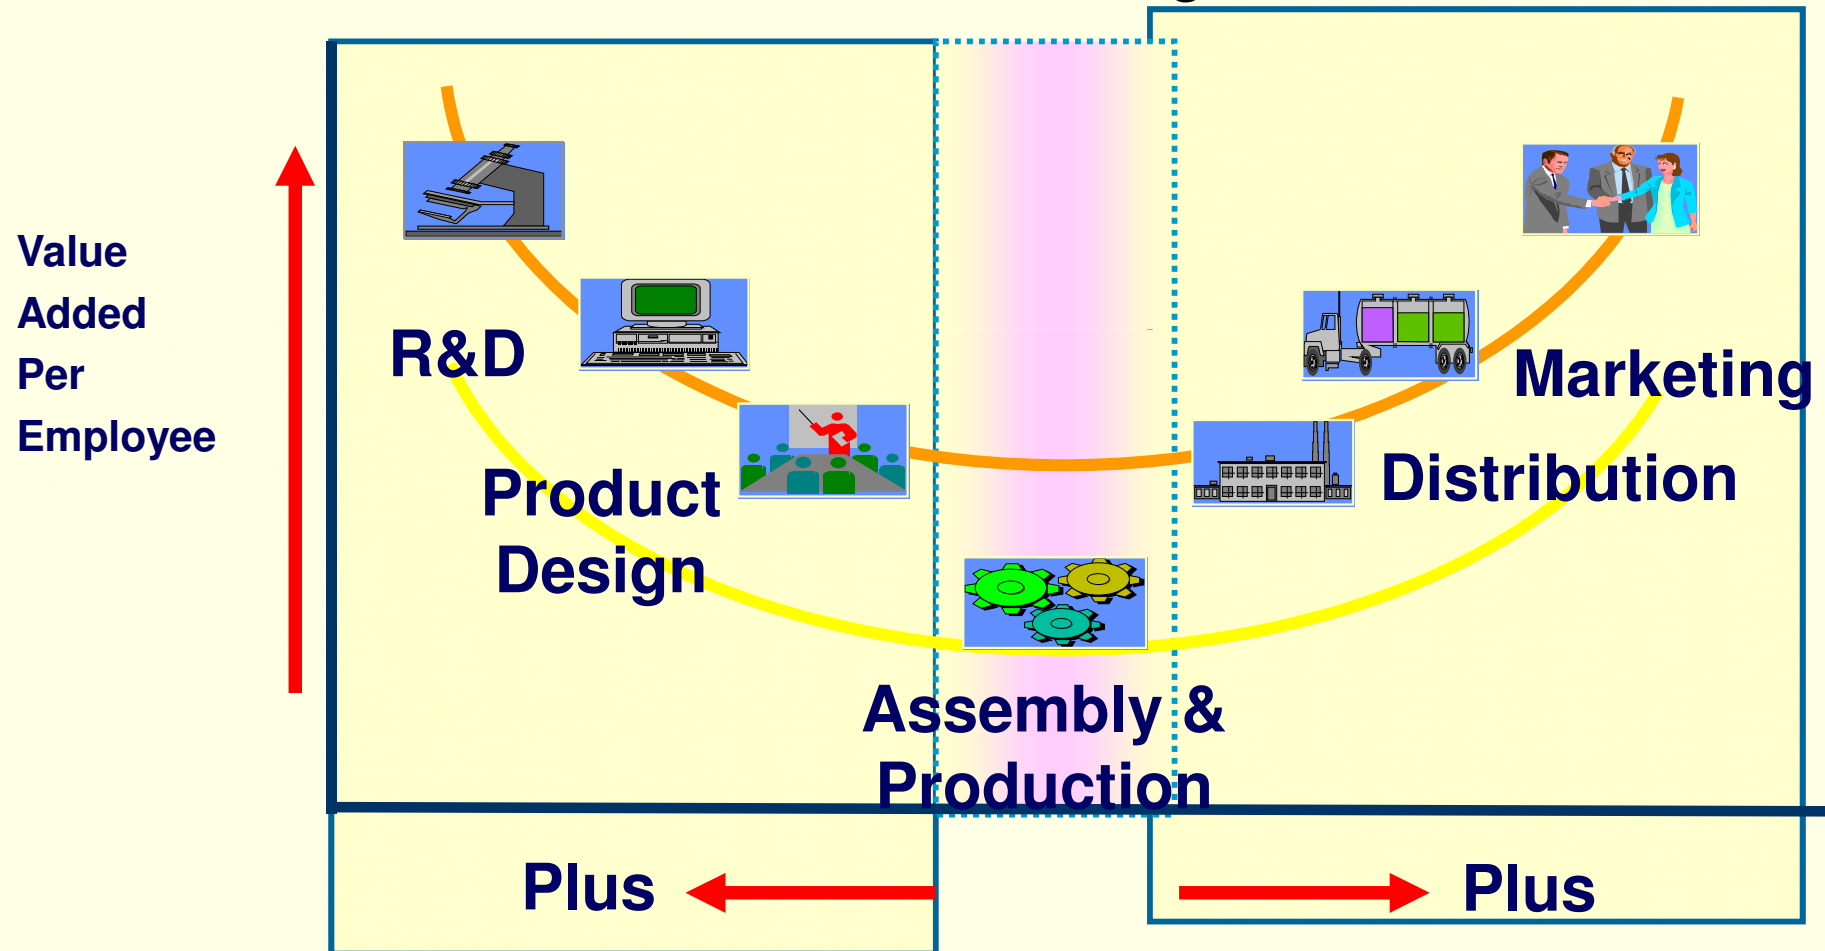 Value
Added
Per
Employee
R&D
Product
Design
Assembly &
Production
Marketing
Distribution
Plus
Plus